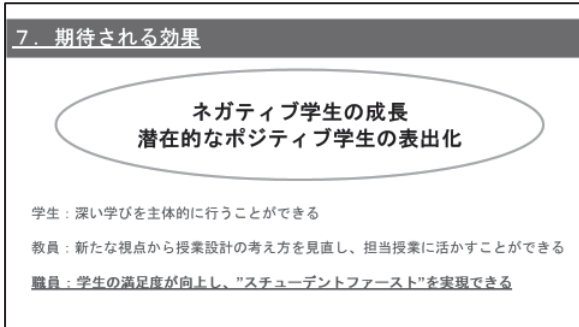 ７．期待される効果
ネガティブ学生の成長
潜在的なポジティブ学生の表出化
学生：深い学びを主体的に行うことができる
教員：新たな視点から授業設計の考え方を見直し、担当授業に活かすことができる
職員：学生の満足度が向上し、”スチューデントファースト”を実現できる